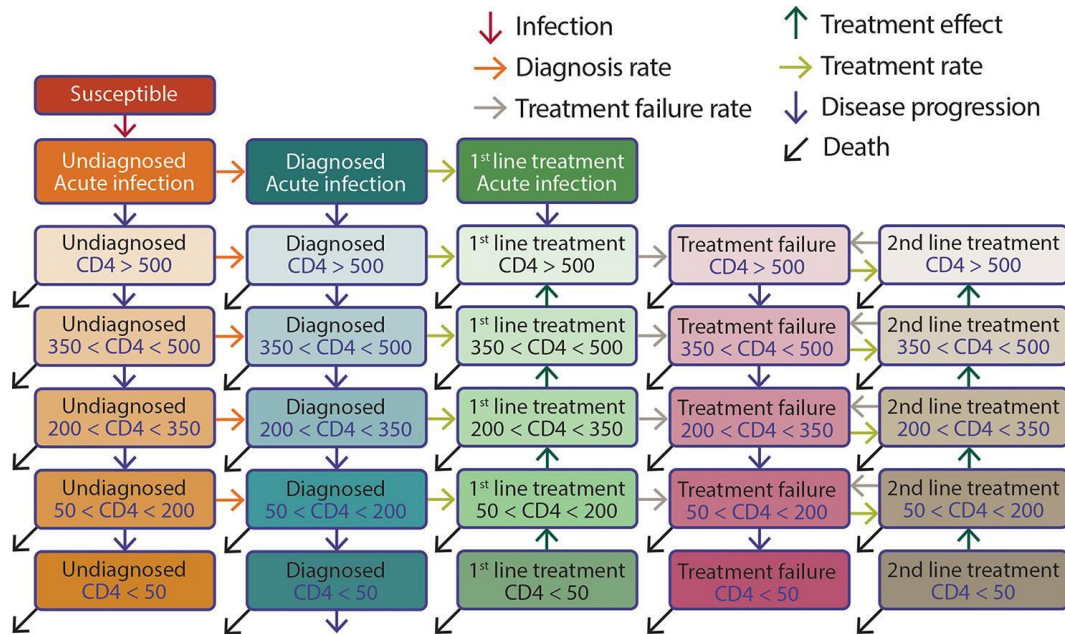 Infection
Diagnosis rate
Treatment failure rate
Treatment effect
Treatment rate
Disease progression
Death
Susceptible
Undiagnosed
Acute infection
Diagnosed
Acute infection
1st line treatment
Acute infection
Undiagnosed
CD4 > 500
Diagnosed
CD4 > 500
1st line treatment
CD4 > 500
Treatment failure
CD4 > 500
2nd line treatment
CD4 > 500
Undiagnosed
350 < CD4 < 500
Diagnosed
350 < CD4 < 500
1st line treatment
350 < CD4 < 500
Treatment failure
350 < CD4 < 500
2nd line treatment
350 < CD4 < 500
Undiagnosed
200 < CD4 < 350
Diagnosed
200 < CD4 < 350
1st line treatment
200 < CD4 < 350
Treatment failure
200 < CD4 < 350
2nd line treatment
200 < CD4 < 350
Undiagnosed
50 < CD4 < 200
Diagnosed
50 < CD4 < 200
1st line treatment
50 < CD4 < 200
Treatment failure
50 < CD4 < 200
2nd line treatment
50 < CD4 < 200
Undiagnosed
CD4 < 50
Diagnosed
CD4 < 50
1st line treatment
CD4 < 50
Treatment failure
CD4 < 50
2nd line treatment
CD4 < 50